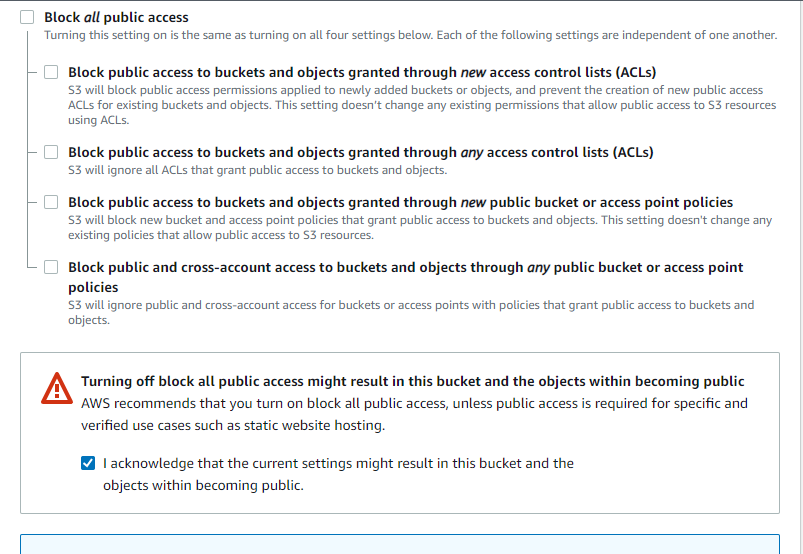 Block all public access
Turning this setting on is the same as turning on all four settings below. Each of the following settings are independent of one another.
Block public access to buckets and objects granted through new access control lists (ACLs)
S3 will block public access permissions applied to newly added buckets or objects, and prevent the creation of new public access
ACLs for existing buckets and objects. This setting doesn't change any existing permissions that allow public access to S3 resources
using ACLs.
Block public access to buckets and objects granted through any access control lists (ACLs)
S3 will ignore all ACLs that grant public access to buckets and objects.
Block public access to buckets and objects granted through new public bucket or access point policies
S3 will block new bucket and access point policies that grant public access to buckets and objects. This setting doesn't change any
existing policies that allow public access to S3 resources.
Block public and cross-account access to buckets and objects through any public bucket or access point
policies
S3 will ignore public and cross-account access for buckets or access points with policies that grant public access to buckets and
objects.
Turning off block all public access might result in this bucket and the objects within becoming public
AWS recommends that you turn on block all public access, unless public access is required for specific and
verified use cases such as static website hosting.
I acknowledge that the current settings might result in this bucket and the
objects within becoming public.